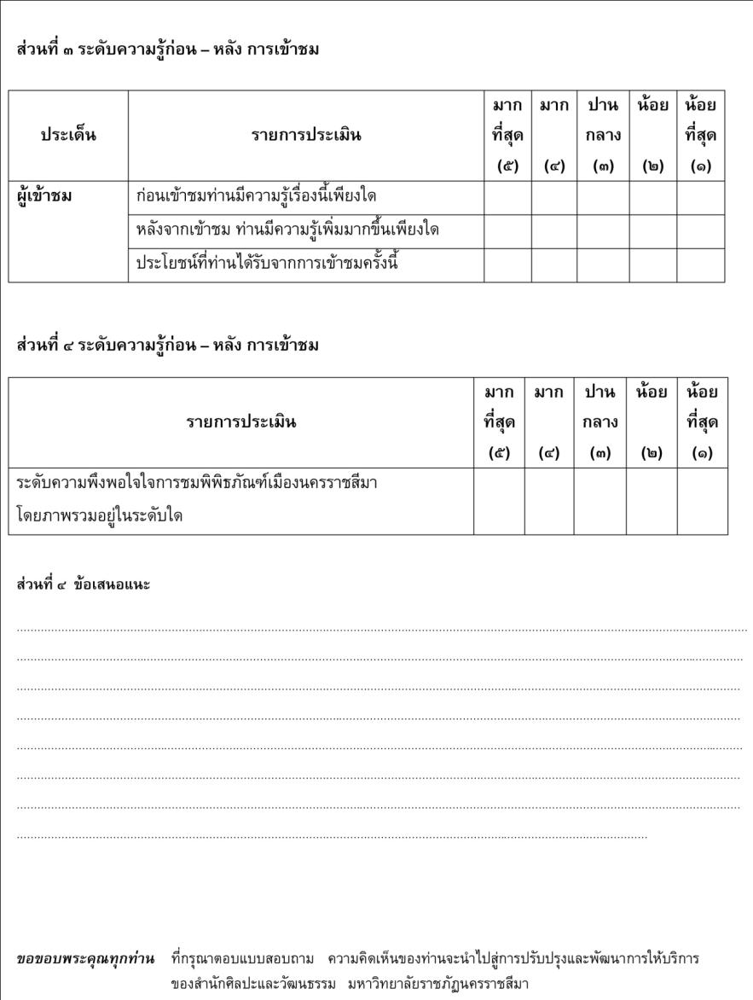 ส่วนที่ ๓ ระดับความรู้ก่อน – หลัง การเข้าชม
ประเด็น รายการประเมิน มากที่สุด (๕) มาก (๔) ปานกลาง (๓) น้อย (๒) น้อยที่สุด (๑)
ผู้เข้าชม ก่อนเข้าชมท่านมีความรู้เรื่องนี้เพียงใด
หลังจากเข้าชม ท่านมีความรู้เพิ่มมากขึ้นเพียงใด
ประโยชน์ที่ท่านได้รับจากการเข้าชมครั้งนี้
ส่วนที่ ๔ ระดับความรู้ก่อน – หลัง การเข้าชม
รายการประเมิน มากที่สุด (๕) มาก (๔) ปานกลาง (๓) น้อย (๒) น้อยที่สุด (๑)
ระดับความพึงพอใจใจการชมพิพิธภัณฑ์เมืองนครราชสีมา
โดยภาพรวมอยู่ในระดับใด
ส่วนที่ ๔ ข้อเสนอแนะ
ขอขอบพระคุณทุกท่าน ที่กรุณาตอบแบบสอบถาม ความคิดเห็นของท่านจะนำไปสู่การปรับปรุงและพัฒนาการให้บริการ
ของสำนักศิลปะและวัฒนธรรม มหาวิทยาลัยราชภัฏนครราชสีมา